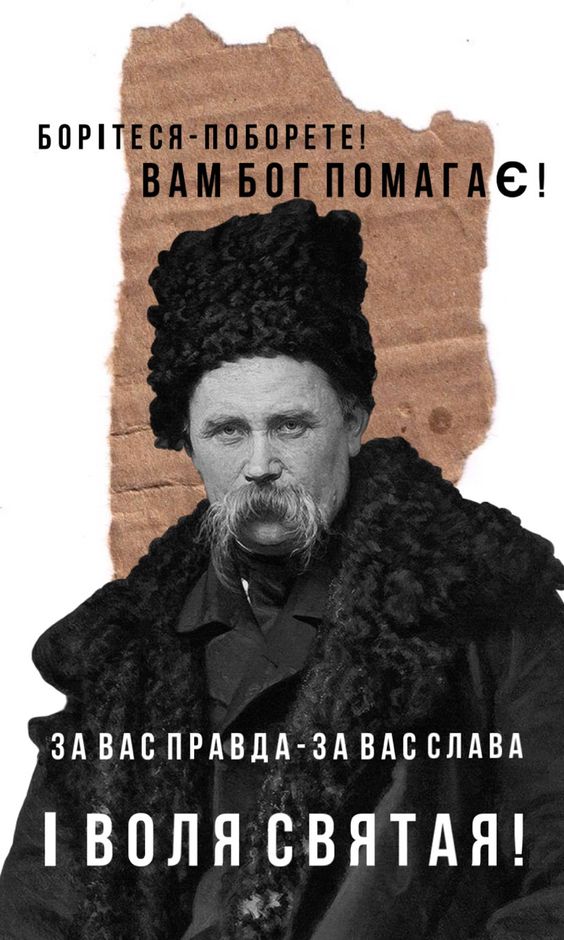 БОРІТЕСЯ-ПОБОРЕТЕ!
ВАМ БОГ ПОМАГАЄ!
ЗА ВАС ПРАВДА-ЗА ВАС СЛАВА
І ВОЛЯ СВЯТАЯ!